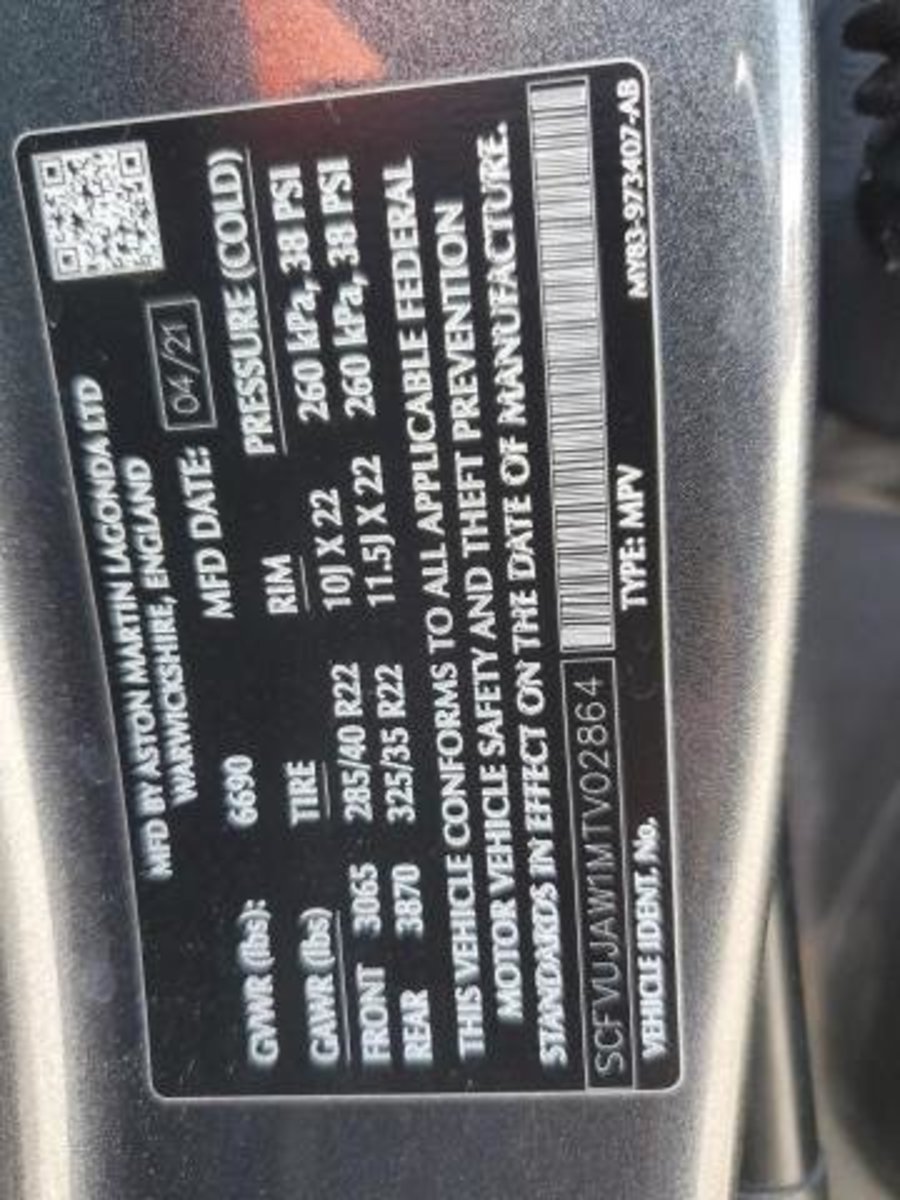 MFD BY ASTON MARTIN LAGONDA LTD
WARWICKSHIRE, ENGLAND
GVWR (lbs): 6690 MFD DATE: 04/21
GAWR (lbs) TIRE RIM PRESSURE (COLD)
FRONT 3065 285/40 R22 10J X 22 260 kPa, 38 PSI
REAR 3870 325/35 R22 11.5J X 22 260 kPa, 38 PSI
THIS VEHICLE CONFORMS TO ALL APPLICABLE FEDERAL
MOTOR VEHICLE SAFETY AND THEFT PREVENTION
STANDARDS IN EFFECT ON THE DATE OF MANUFACTURE.
SCFVUJAW1MTV02864
VEHICLE IDENT. No. TYPE: MPV MY83-973407-AB